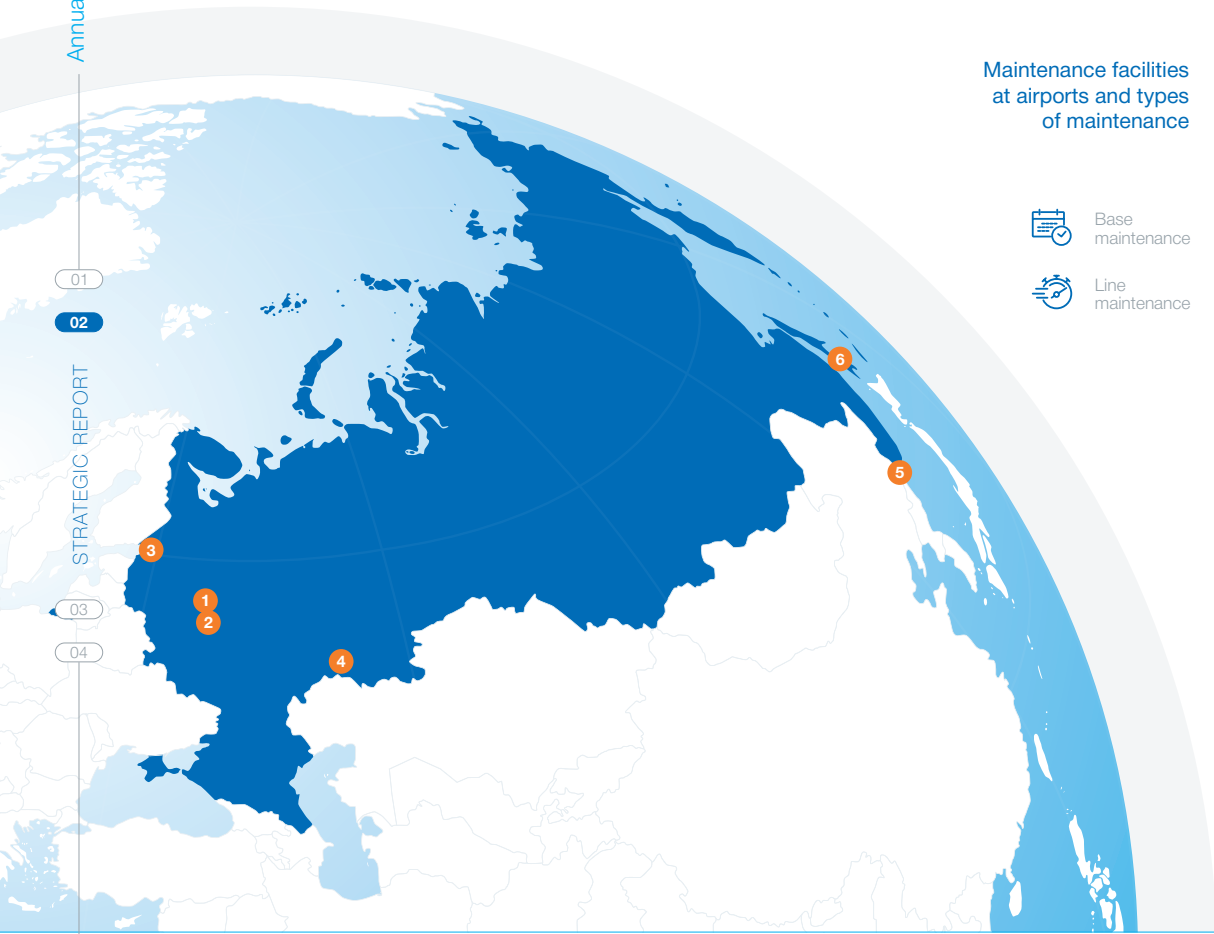 Annua
Maintenance facilities
at airports and types
of maintenance
Base
maintenance
Line
maintenance
01
02
STRATEGIC REPORT
03
04
6
5
3
1
2
4